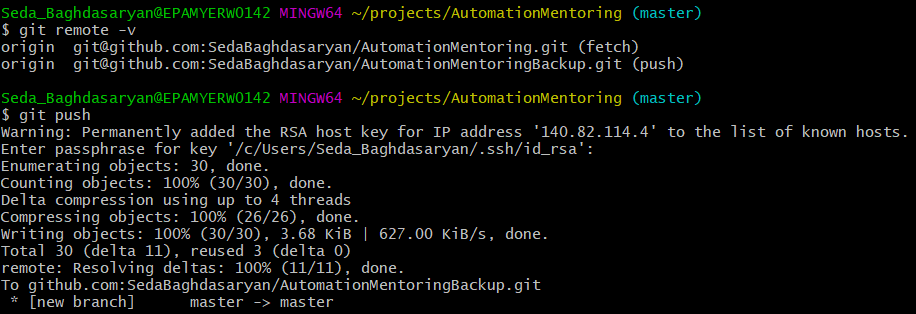 Seda_Baghdasaryan@EPAMYERW0142 MINGW64 ~/projects/AutomationMentoring (master)
$ git remote -v
origin  git@github.com:SedaBaghdasaryan/AutomationMentoring.git (fetch)
origin  git@github.com:SedaBaghdasaryan/AutomationMentoringBackup.git (push)

Seda_Baghdasaryan@EPAMYERW0142 MINGW64 ~/projects/AutomationMentoring (master)
$ git push
Warning: Permanently added the RSA host key for IP address '140.82.114.4' to the list of known hosts.
Enter passphrase for key '/c/Users/Seda_Baghdasaryan/.ssh/id_rsa':
Enumerating objects: 30, done.
Counting objects: 100% (30/30), done.
Delta compression using up to 4 threads
Compressing objects: 100% (26/26), done.
Writing objects: 100% (30/30), 3.68 KiB | 627.00 KiB/s, done.
Total 30 (delta 11), reused 3 (delta 0)
remote: Resolving deltas: 100% (11/11), done.
To github.com:SedaBaghdasaryan/AutomationMentoringBackup.git
 * [new branch]      master -> master